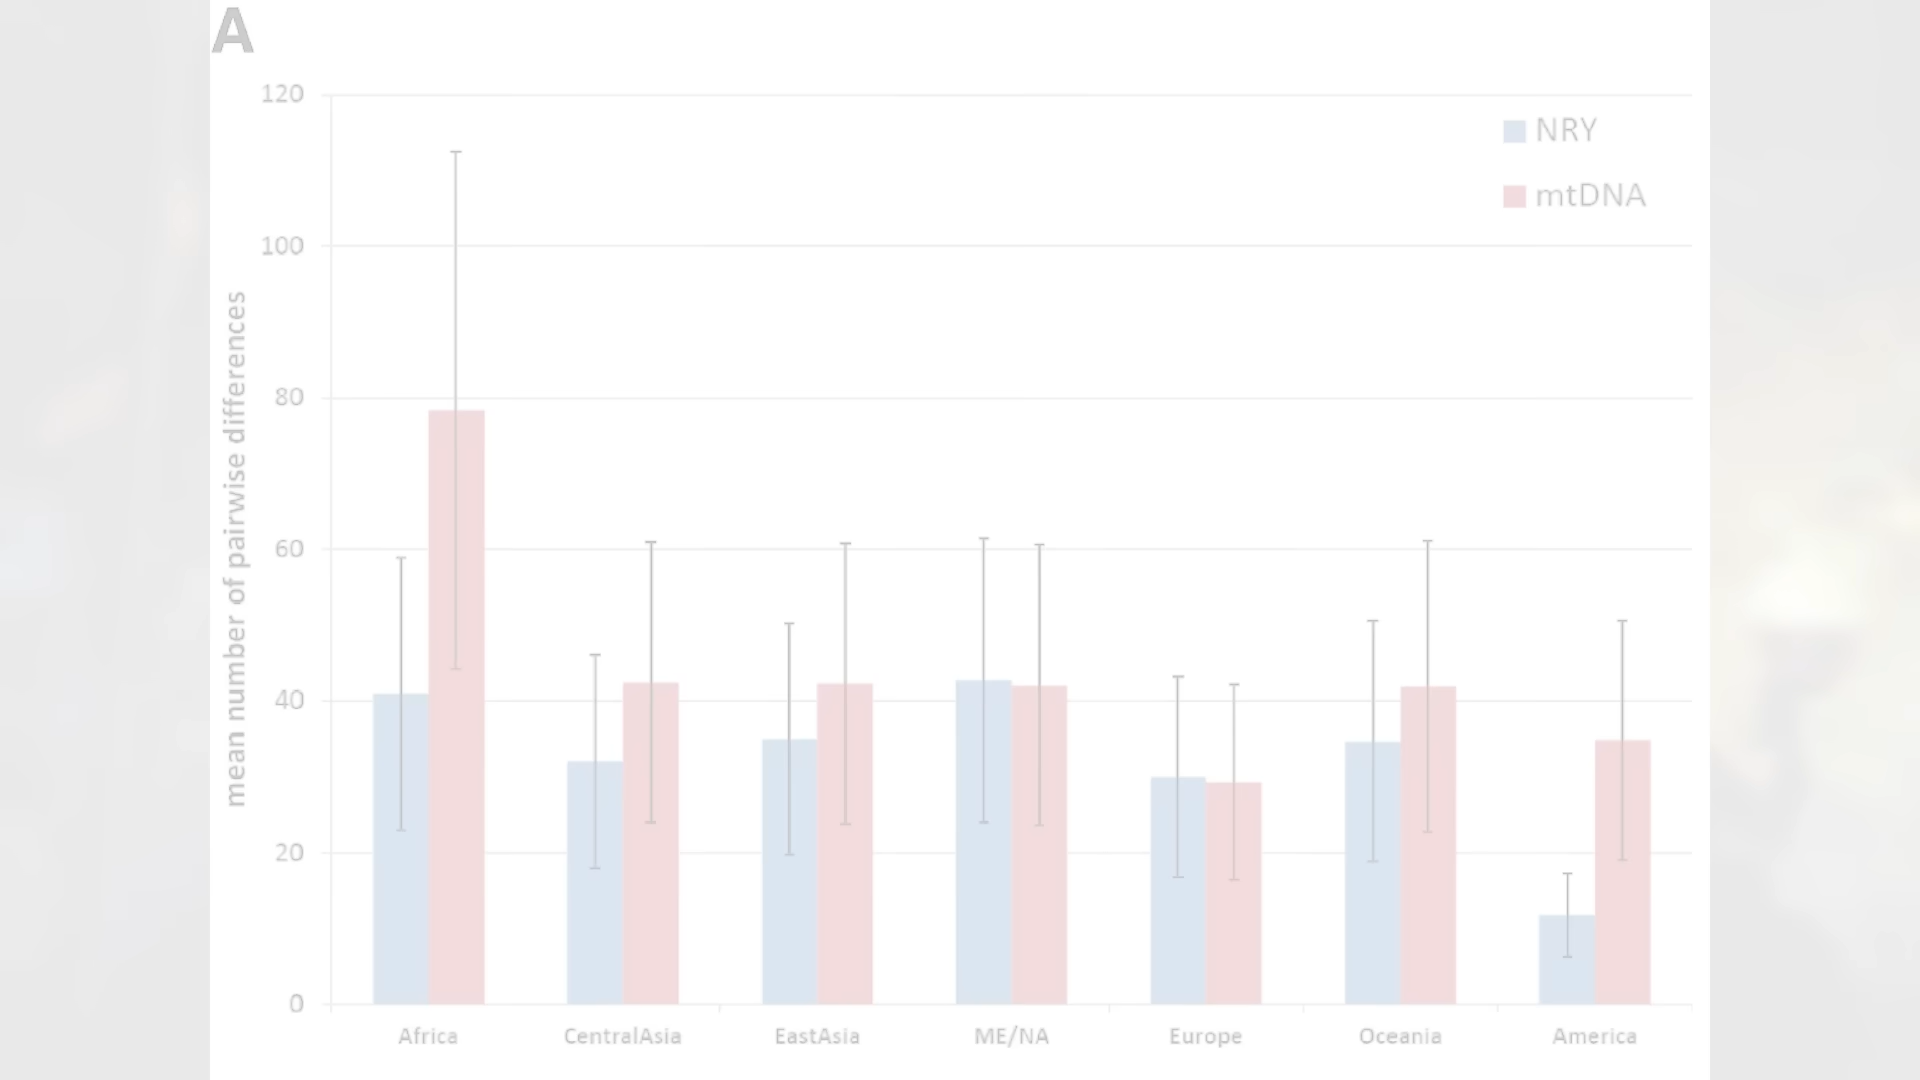 A
120
NRY
mtDNA
100
80
60
40
20
0
mean number of pairwise differences
Africa
CentralAsia
EastAsia
ME/NA
Europe
Oceania
America